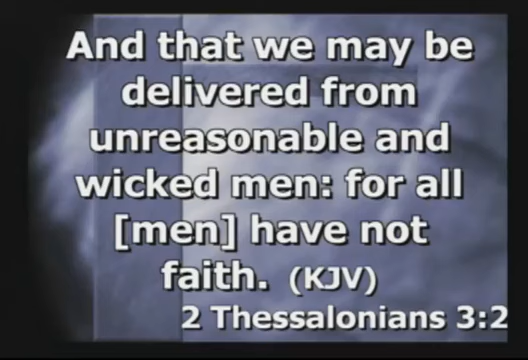 And that we may be
delivered from
unreasonable and
wicked men: for all
[men] have not
faith. (KJV)
2 Thessalonians 3:2